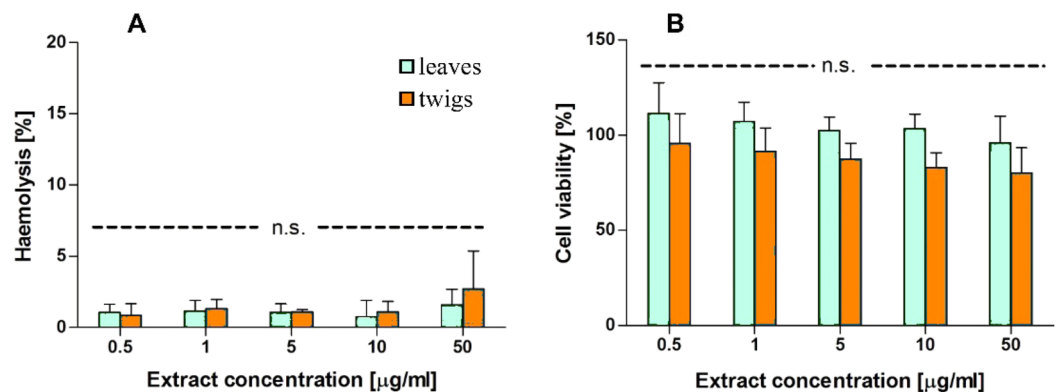 A
20
15
10
5
0
Haemolysis [%]
leaves
twigs
n.s.
0.5 1 5 10 50
Extract concentration [μg/ml]
B
150
100
50
0
Cell viability [%]
n.s.
0.5 1 5 10 50
Extract concentration [μg/ml]